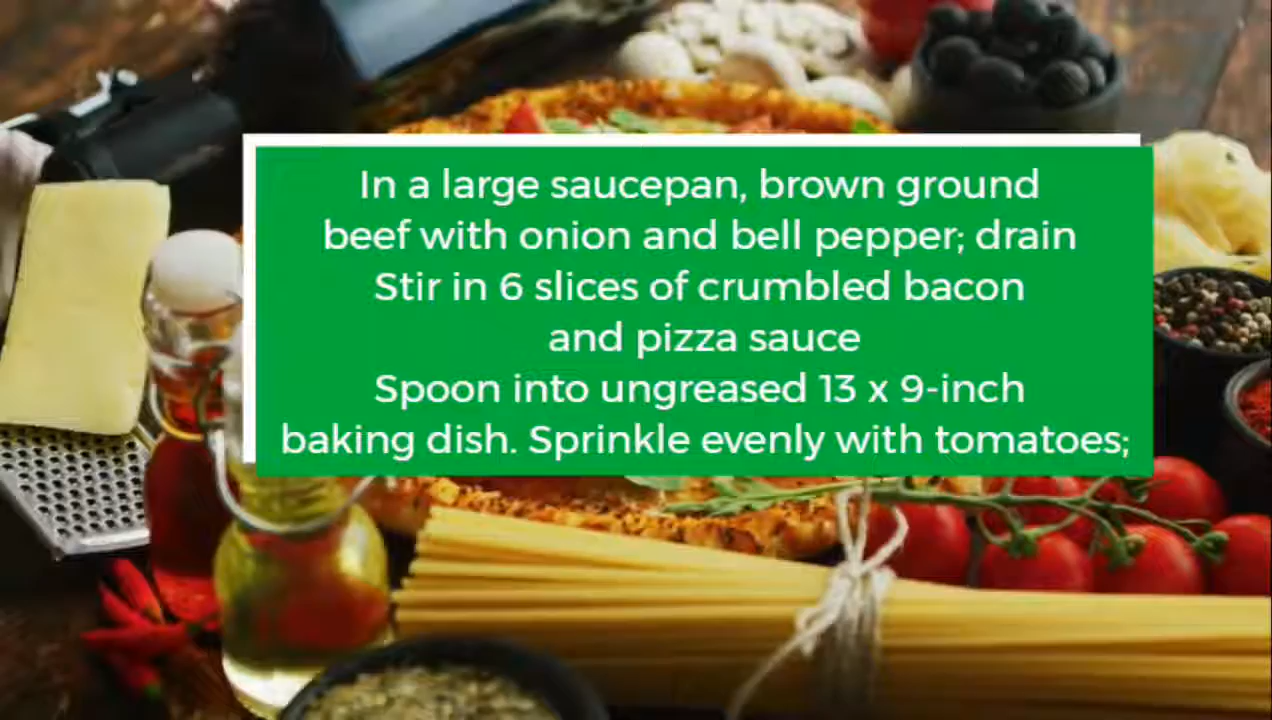 In a large saucepan, brown ground
beef with onion and bell pepper; drain
Stir in 6 slices of crumbled bacon
and pizza sauce
Spoon into ungreased 13 x 9-inch
baking dish. Sprinkle evenly with tomatoes;